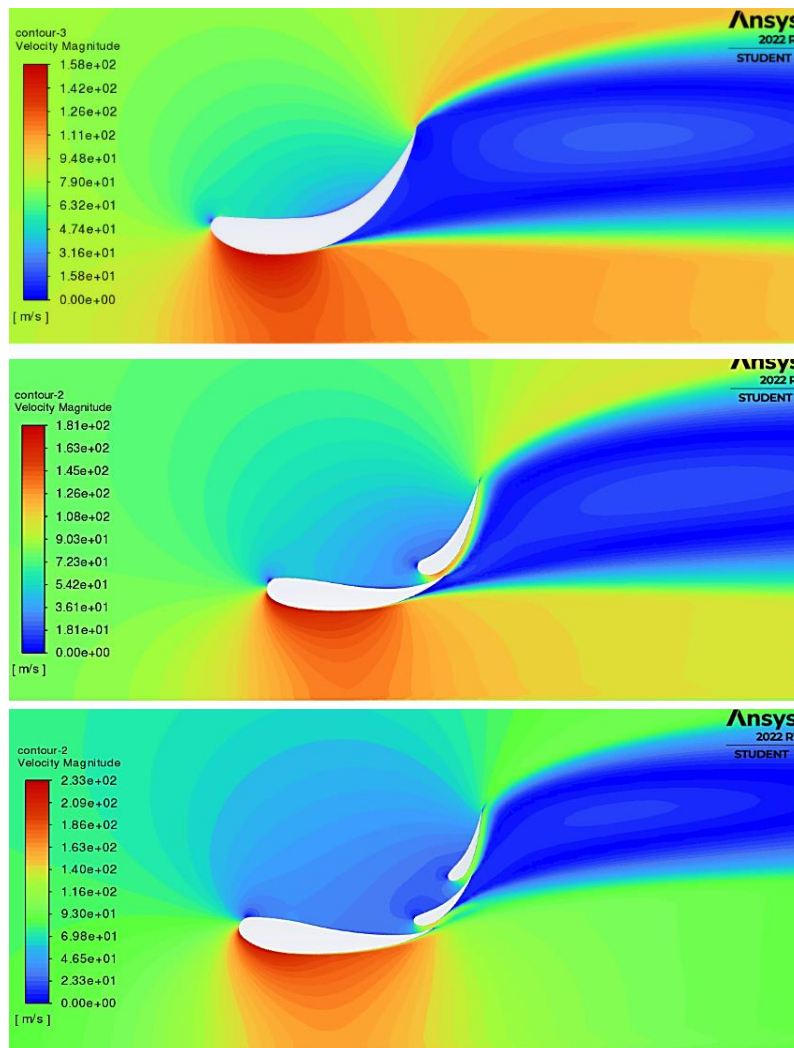 contour-3
Velocity Magnitude
1.58e+02
1.42e+02
1.26e+02
1.11e+02
9.48e+01
7.90e+01
6.32e+01
4.74e+01
3.16e+01
1.58e+01
0.00e+00
[ m/s ]
Ansys
2022 R
STUDENT
contour-2
Velocity Magnitude
1.81e+02
1.63e+02
1.45e+02
1.26e+02
1.08e+02
9.03e+01
7.23e+01
5.42e+01
3.61e+01
1.81e+01
0.00e+00
[ m/s ]
Ansys
2022 R
STUDENT
contour-2
Velocity Magnitude
2.33e+02
2.09e+02
1.86e+02
1.63e+02
1.40e+02
1.16e+02
9.30e+01
6.98e+01
4.65e+01
2.33e+01
0.00e+00
[ m/s ]
Ansys
2022 R
STUDENT